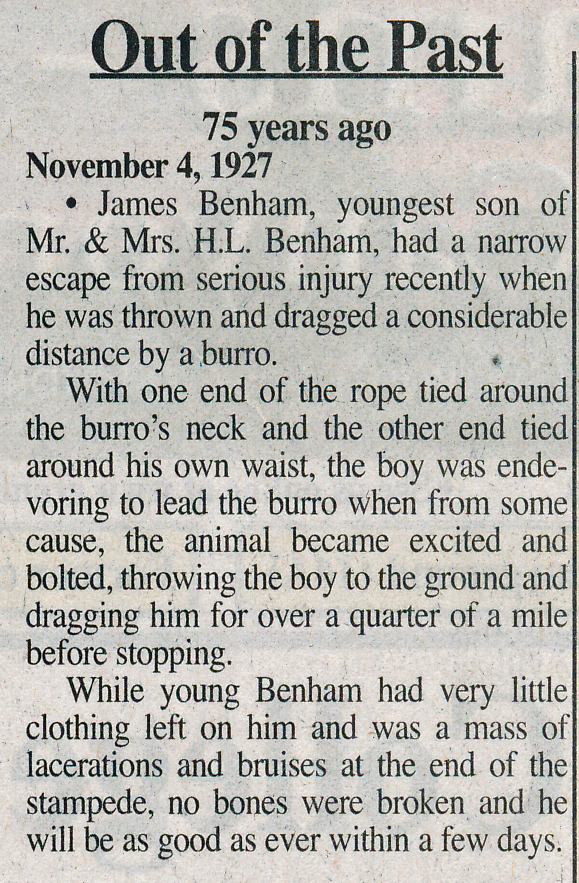 Out of the Past
75 years ago
November 4, 1927
• James Benham, youngest son of
Mr. & Mrs. H.L. Benham, had a narrow
escape from serious injury recently when
he was thrown and dragged a considerable
distance by a burro.
With one end of the rope tied around
the burro's neck and the other end tied
around his own waist, the boy was ende-
voring to lead the burro when from some
cause, the animal became excited and
bolted, throwing the boy to the ground and
dragging him for over a quarter of a mile
before stopping.
While young Benham had very little
clothing left on him and was a mass of
lacerations and bruises at the end of the
stampede, no bones were broken and he
will be as good as ever within a few days.